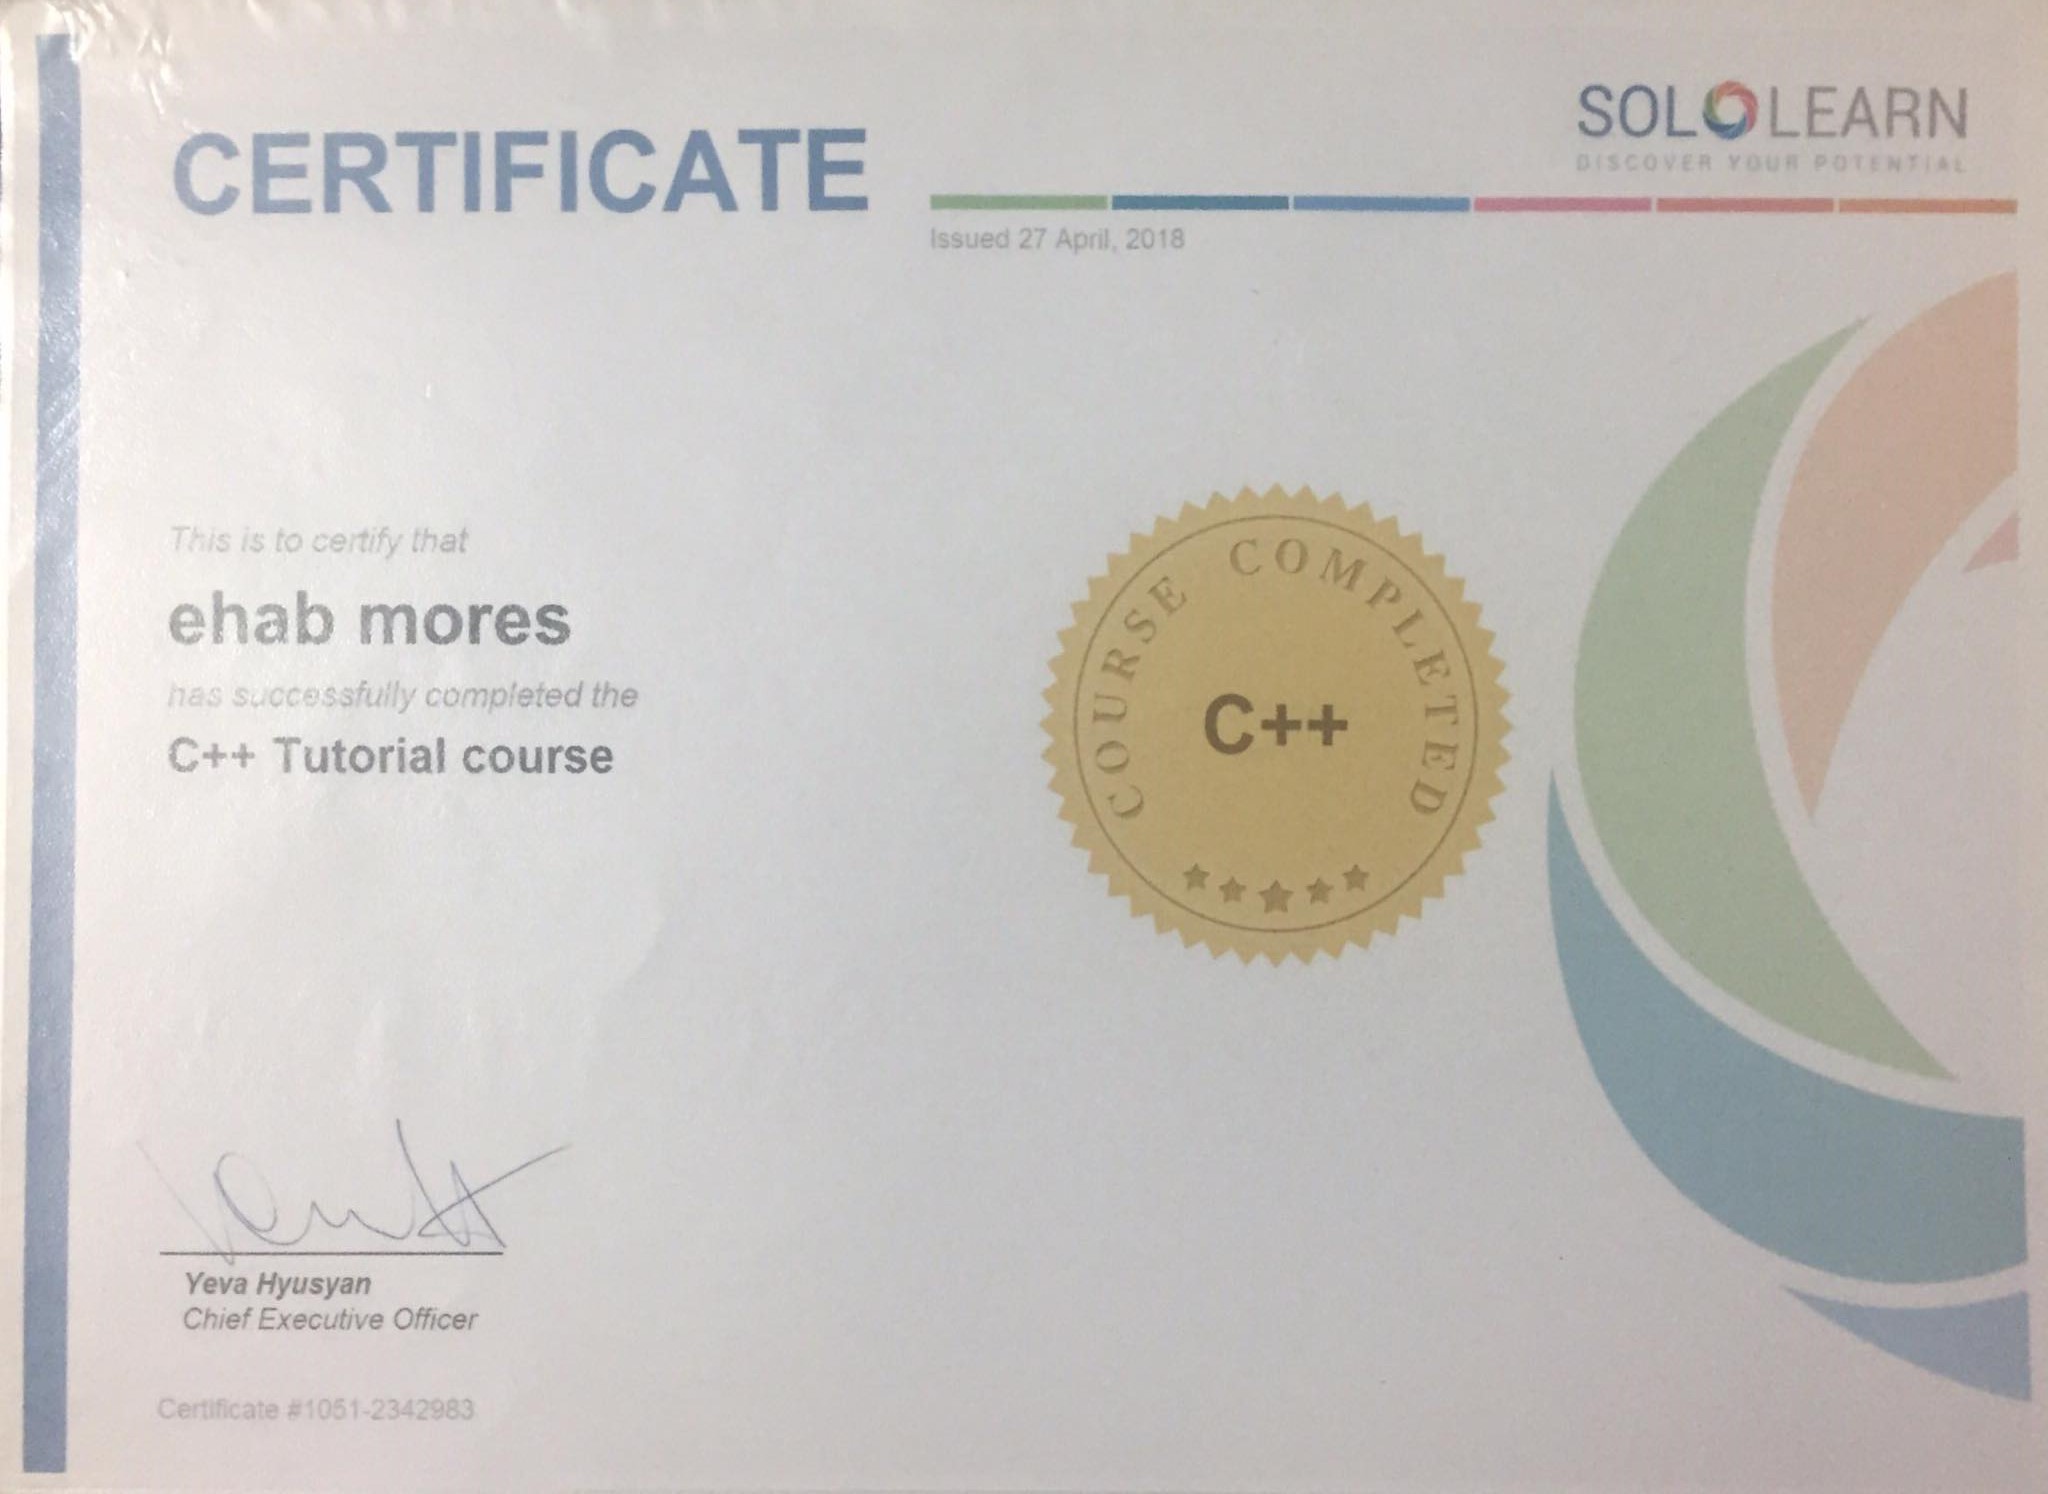 SOLOLEARN
DISCOVER YOUR POTENTIAL
CERTIFICATE
Issued 27 April, 2018
This is to certify that
ehab mores
has successfully completed the
C++ Tutorial course
COURSE COMPLETED
C++
Yeva Hyusyan
Chief Executive Officer
Certificate #1051-2342983